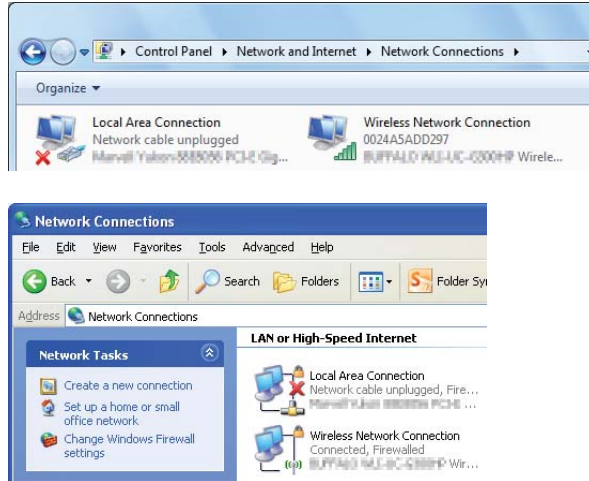 Control Panel ▸ Network and Internet ▸ Network Connections ▸
Organize ▾
Local Area Connection
Network cable unplugged
Wireless Network Connection
0024A5ADD297
Wirele...
Network Connections
File Edit View Favorites Tools Advanced Help
Back Search Folders Folder Sy
Address Network Connections
Network Tasks
Create a new connection
Set up a home or small
office network
Change Windows Firewall
settings
LAN or High-Speed Internet
Local Area Connection
Network cable unplugged, Fire...
Wireless Network Connection
Connected, Firewalled
Wir...